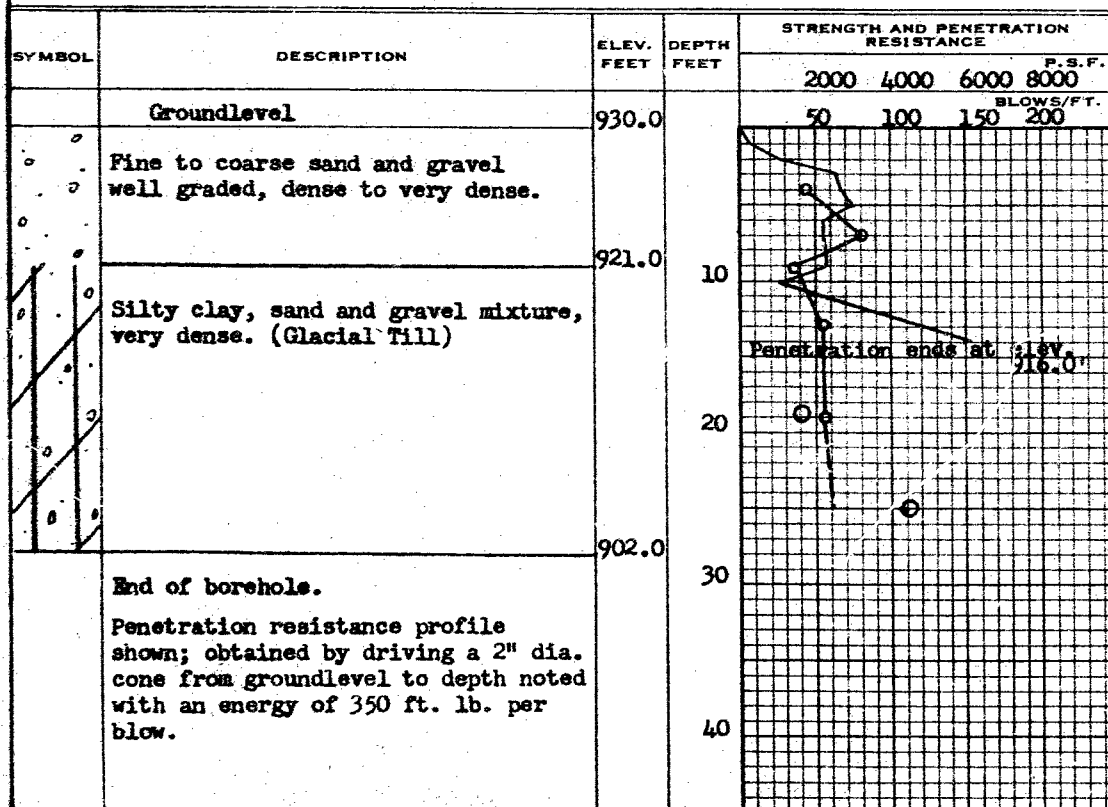 SYMBOL DESCRIPTION ELEV. FEET DEPTH FEET STRENGTH AND PENETRATION RESISTANCE
P.S.F.
2000 4000 6000 8000
BLOWS/FT.
50 100 150 200
Groundlevel 930.0
Fine to coarse sand and gravel
well graded, dense to very dense.
921.0
10
Silty clay, sand and gravel mixture,
very dense. (Glacial Till)
Penetration ends at elev.
916.0'
20
902.0
30
End of borehole.
Penetration resistance profile
shown; obtained by driving a 2" dia.
cone from groundlevel to depth noted
with an energy of 350 ft. lb. per
blow.
40